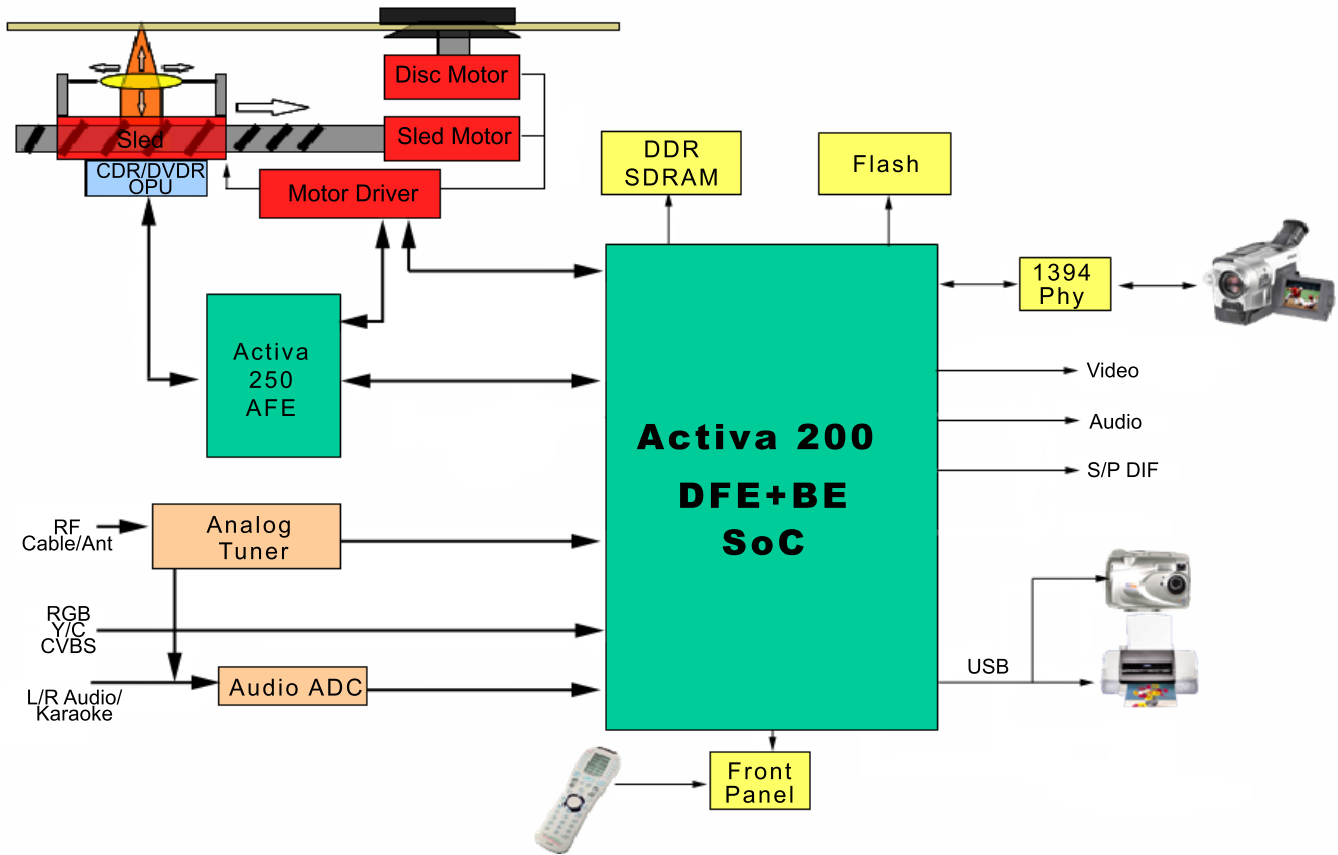 Disc Motor
Sled
Sled Motor
CDR/DVDR
OPU
Motor Driver
DDR
SDRAM
Flash
1394
Phy
Activa
250
AFE
Video
Audio
S/P DIF
Activa 200
DFE+BE
SoC
RF
Cable/Ant
Analog
Tuner
RGB
Y/C
CVBS
L/R Audio/
Karaoke
Audio ADC
USB
Front
Panel